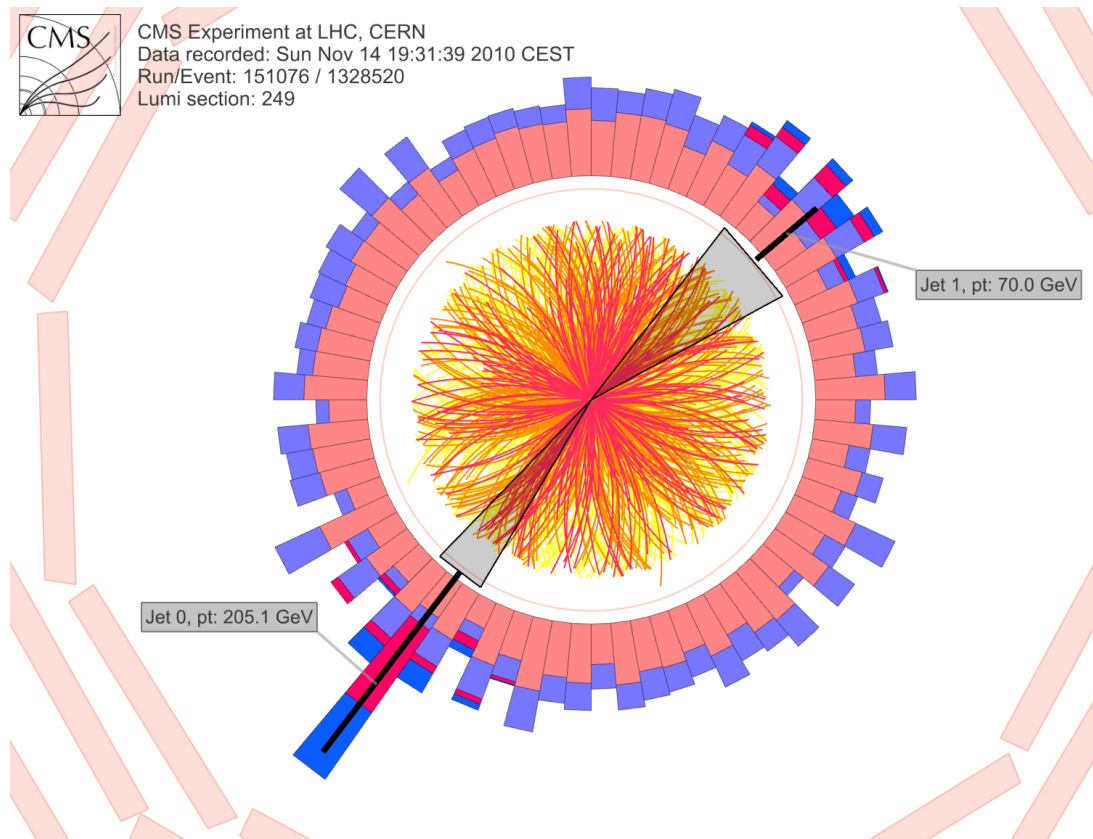 CMS
CMS Experiment at LHC, CERN
Data recorded: Sun Nov 14 19:31:39 2010 CEST
Run/Event: 151076 / 1328520
Lumi section: 249
Jet 1, pt: 70.0 GeV
Jet 0, pt: 205.1 GeV